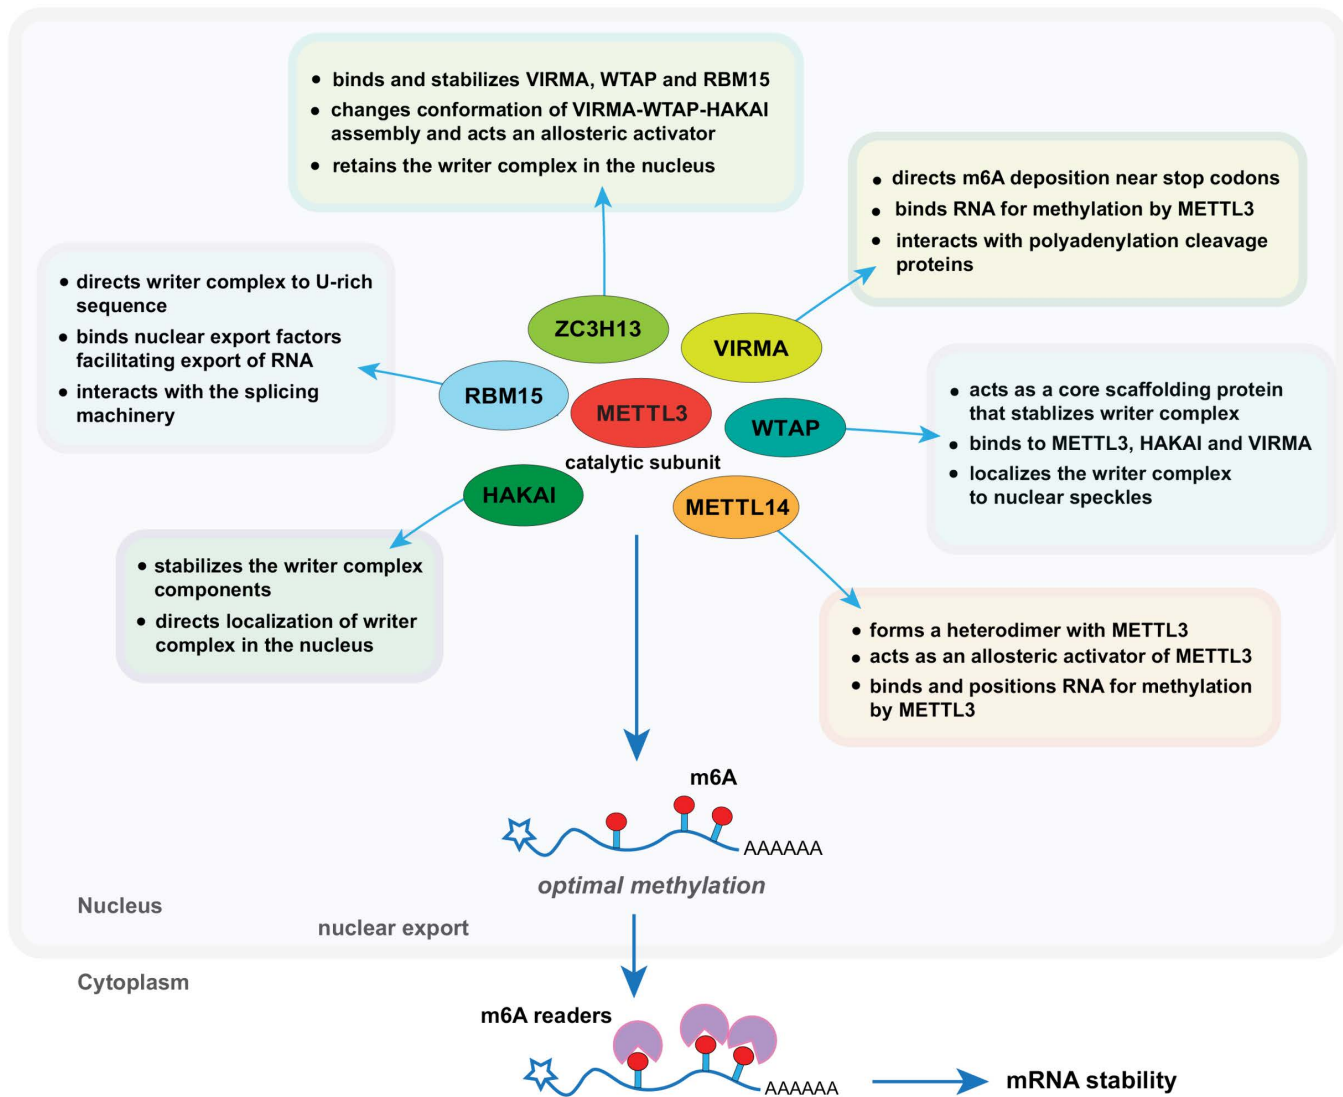 • binds and stabilizes VIRMA, WTAP and RBM15
• changes conformation of VIRMA-WTAP-HAKAI
assembly and acts an allosteric activator
• retains the writer complex in the nucleus
• directs m6A deposition near stop codons
• binds RNA for methylation by METTL3
• interacts with polyadenylation cleavage
proteins
• directs writer complex to U-rich
sequence
• binds nuclear export factors
facilitating export of RNA
• interacts with the splicing
machinery
ZC3H13
VIRMA
RBM15
METTL3
WTAP
catalytic subunit
HAKAI
METTL14
• acts as a core scaffolding protein
that stablizes writer complex
• binds to METTL3, HAKAI and VIRMA
• localizes the writer complex
to nuclear speckles
• stabilizes the writer complex
components
• directs localization of writer
complex in the nucleus
• forms a heterodimer with METTL3
• acts as an allosteric activator of METTL3
• binds and positions RNA for methylation
by METTL3
m6A
AAAAAA
optimal methylation
Nucleus
nuclear export
Cytoplasm
m6A readers
AAAAAA
mRNA stability